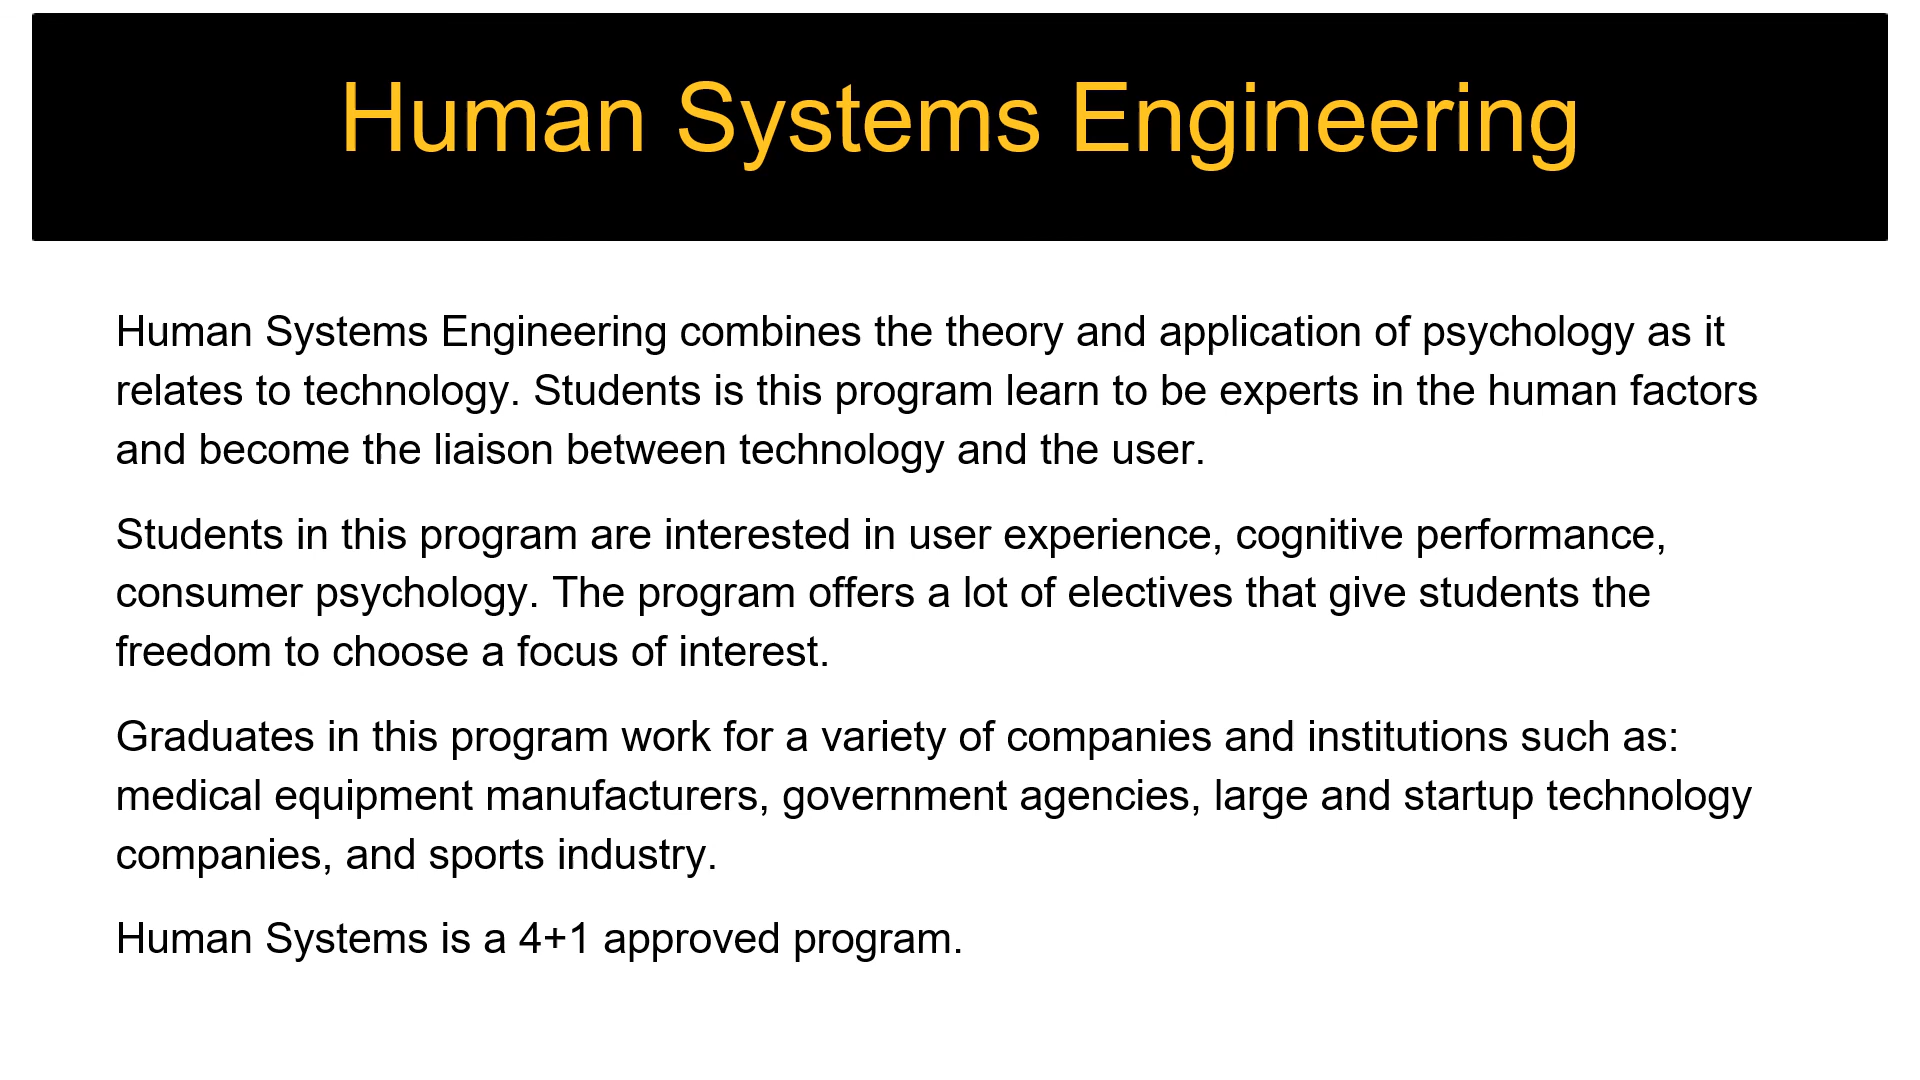 Human Systems Engineering
Human Systems Engineering combines the theory and application of psychology as it
relates to technology. Students is this program learn to be experts in the human factors
and become the liaison between technology and the user.
Students in this program are interested in user experience, cognitive performance,
consumer psychology. The program offers a lot of electives that give students the
freedom to choose a focus of interest.
Graduates in this program work for a variety of companies and institutions such as:
medical equipment manufacturers, government agencies, large and startup technology
companies, and sports industry.
Human Systems is a 4+1 approved program.